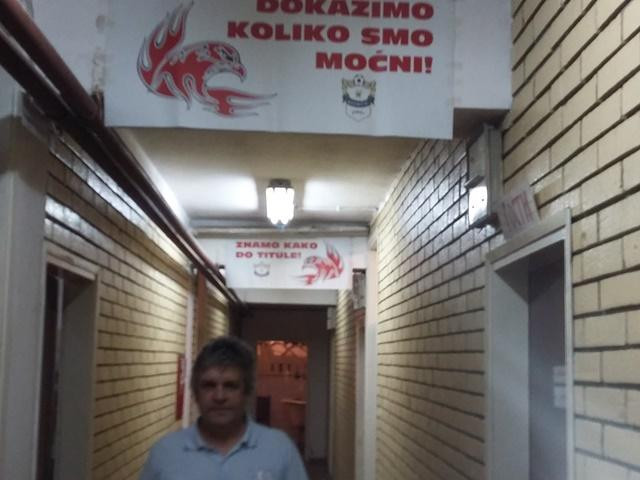 DOKAŽIMO
KOLIKO SMO
MOĆNI!
ZNAMO KAKO
DO TITULE!